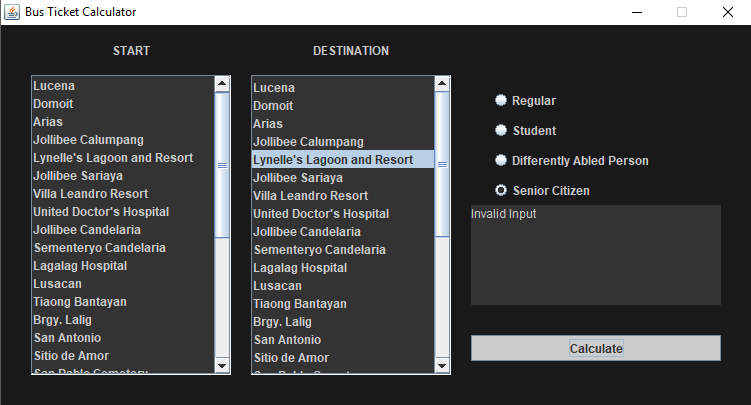 Bus Ticket Calculator
START
DESTINATION
Lucena
Domoit
Arias
Jollibee Calumpang
Lynelle's Lagoon and Resort
Jollibee Sariaya
Villa Leandro Resort
United Doctor's Hospital
Jollibee Candelaria
Sementeryo Candelaria
Lagalag Hospital
Lusacan
Tiaong Bantayan
Brgy. Lalig
San Antonio
Sitio de Amor
San Pablo Cemetery
Lucena
Domoit
Arias
Jollibee Calumpang
Lynelle's Lagoon and Resort
Jollibee Sariaya
Villa Leandro Resort
United Doctor's Hospital
Jollibee Candelaria
Sementeryo Candelaria
Lagalag Hospital
Lusacan
Tiaong Bantayan
Brgy. Lalig
San Antonio
Sitio de Amor
Regular
Student
Differently Abled Person
Senior Citizen
Invalid Input
Calculate